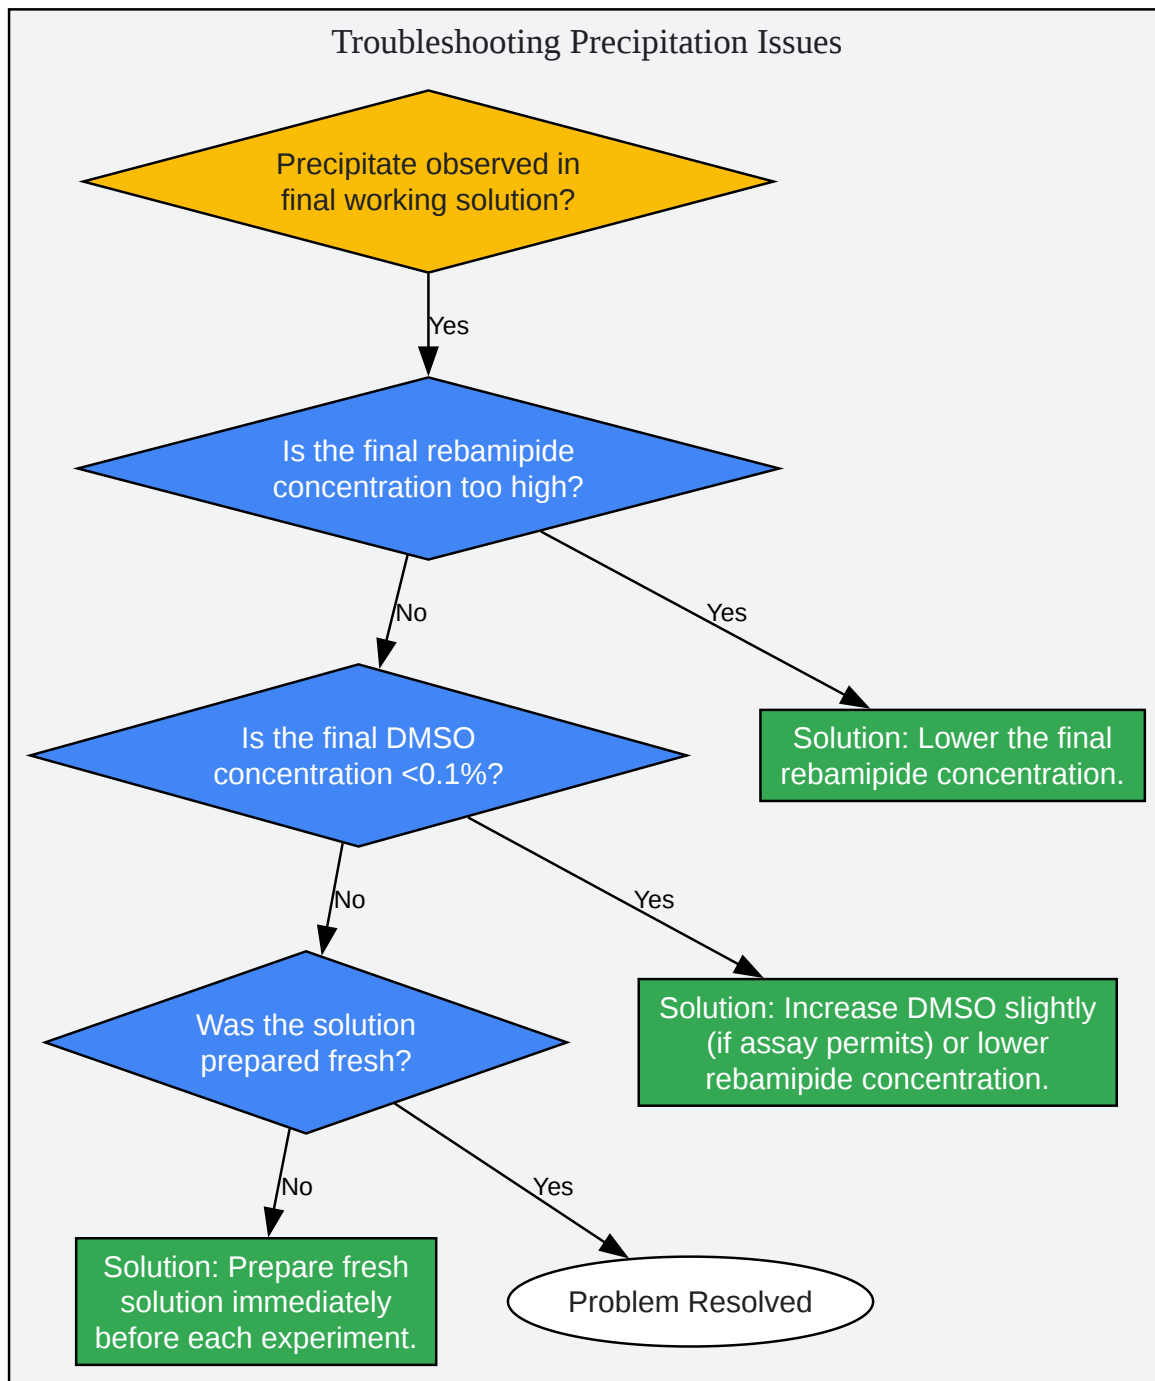 Troubleshooting Precipitation Issues
Precipitate observed in
final working solution?
Yes
Is the final rebamipide
concentration too high?
No
Yes
Is the final DMSO
concentration <0.1%?
Solution: Lower the final
rebamipide concentration.
No
Yes
Was the solution
prepared fresh?
Solution: Increase DMSO slightly
(if assay permits) or lower
rebamipide concentration.
No
Yes
Solution: Prepare fresh
solution immediately
before each experiment.
Problem Resolved